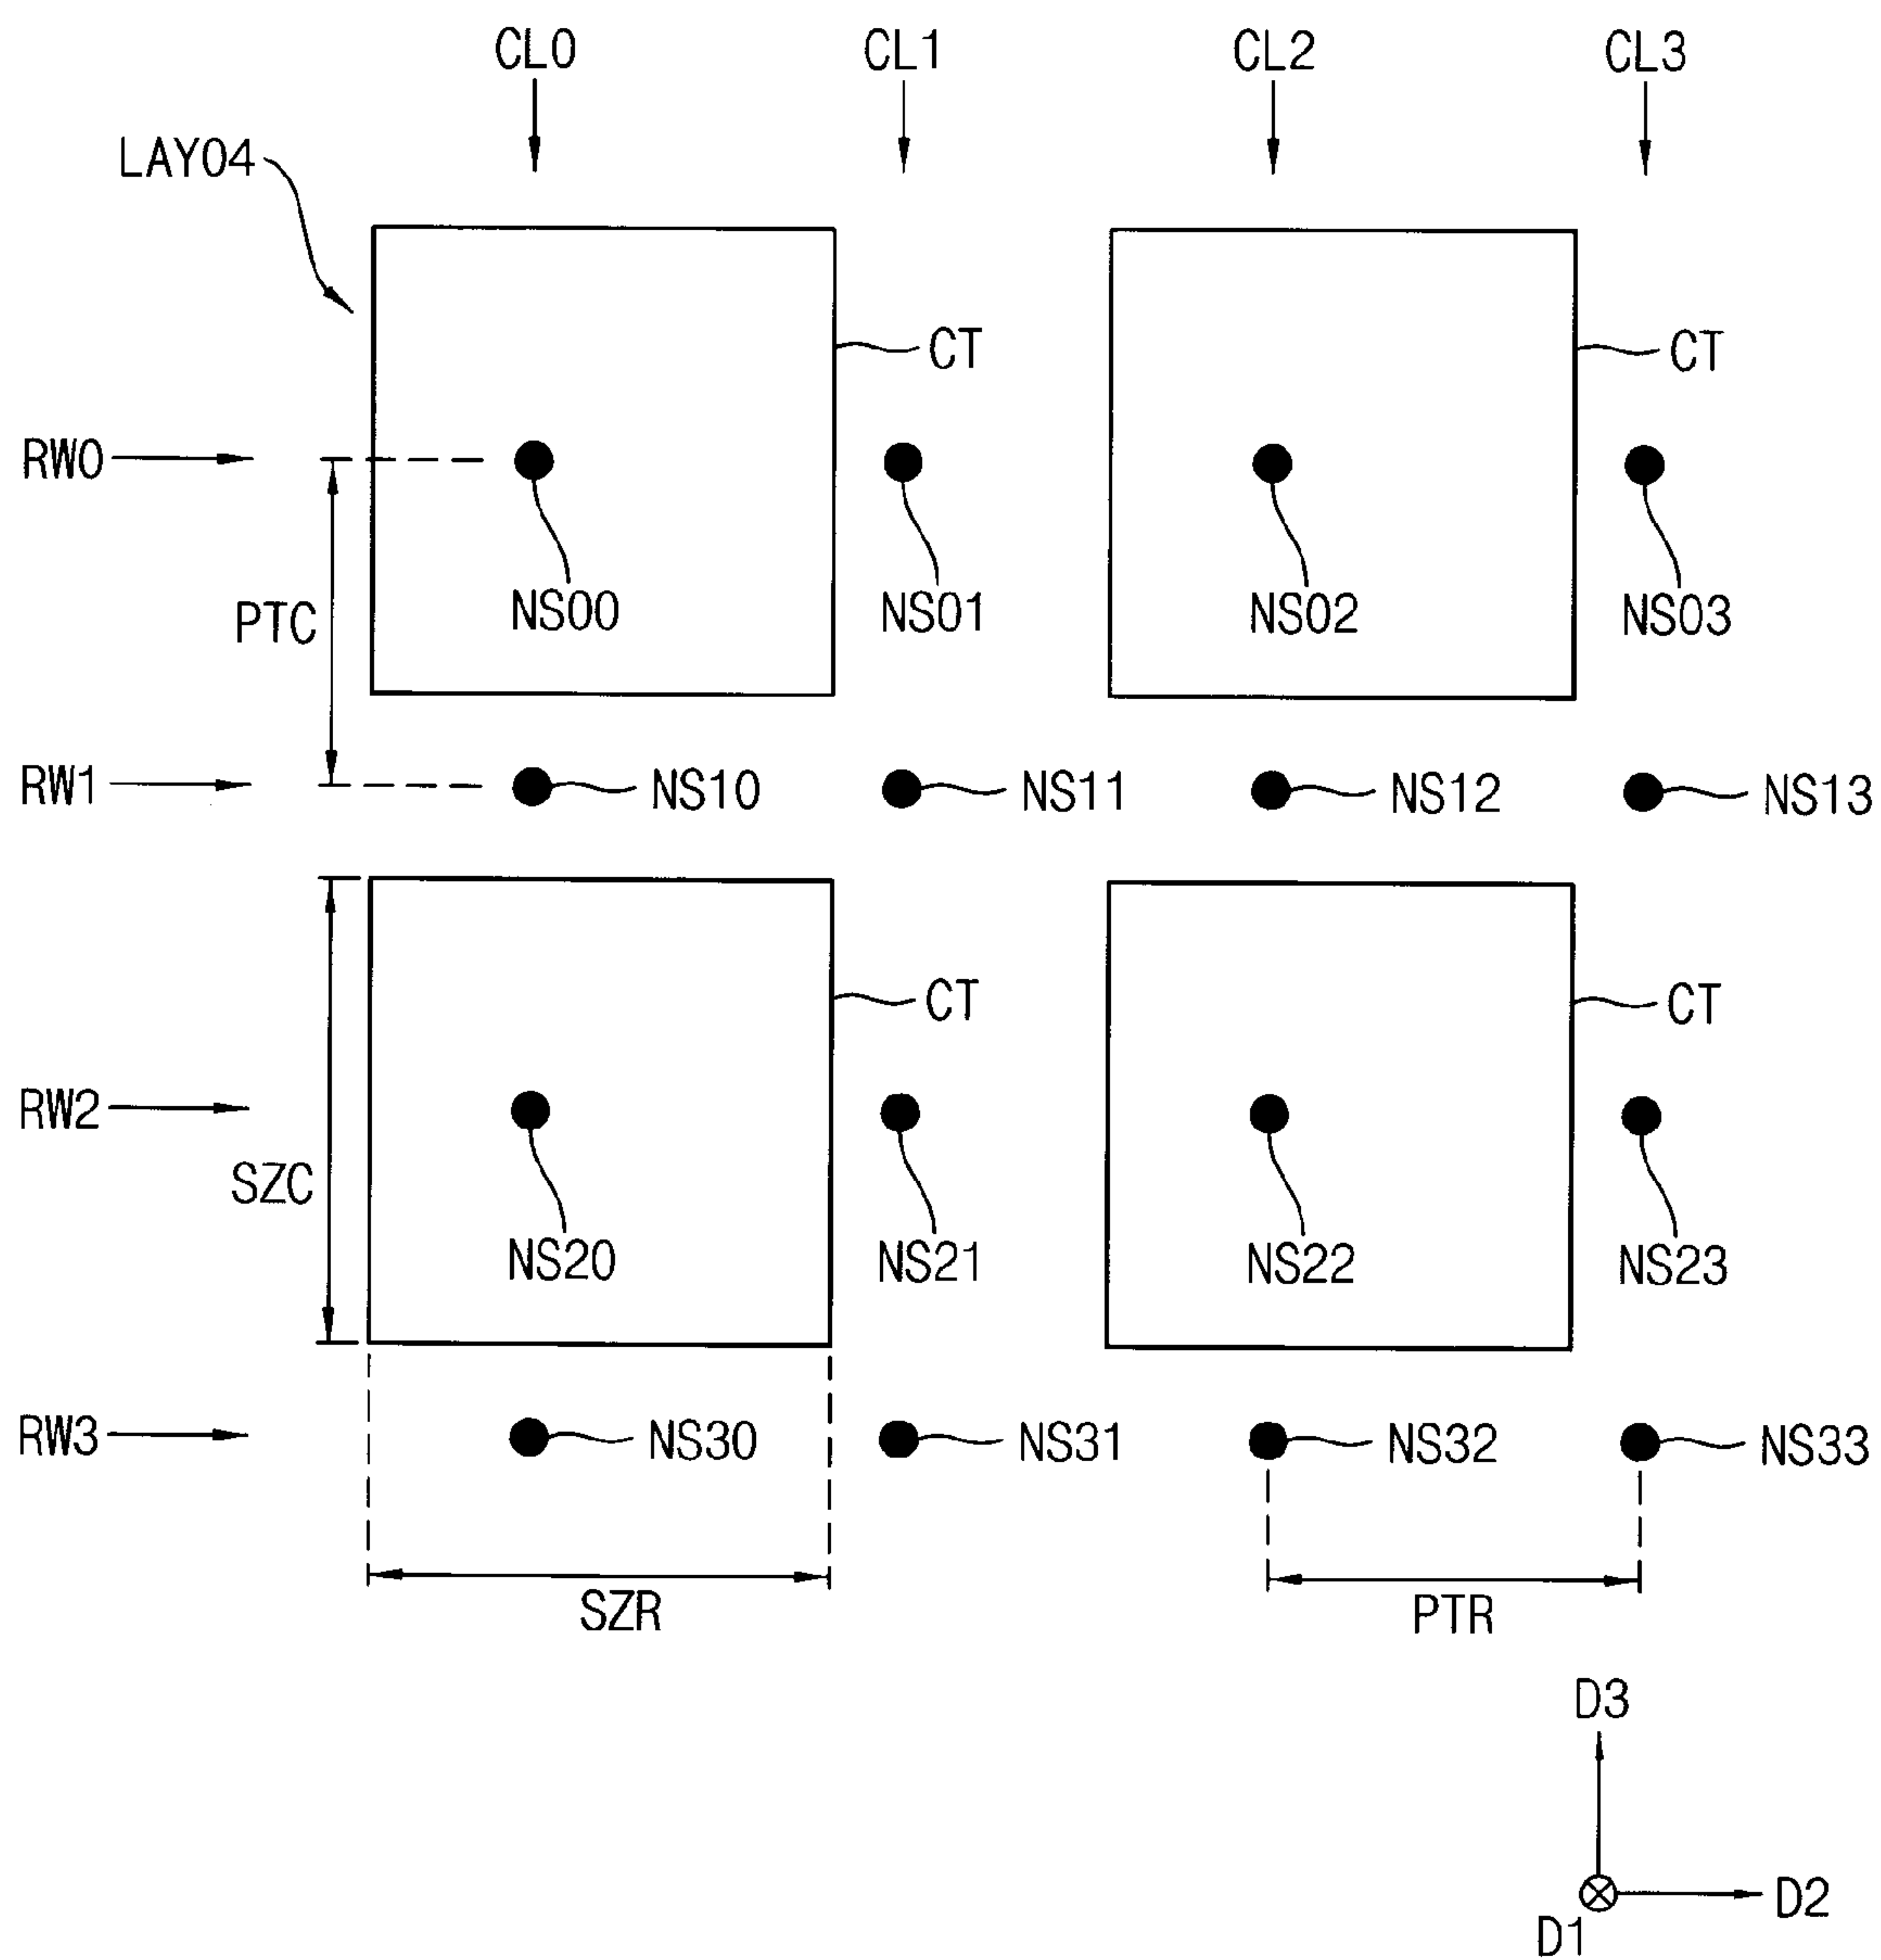 CL0 CL1 CL2 CL3
LAY04
CT CT
RW0
PTC
NS00 NS01 NS02 NS03
RW1 NS10 NS11 NS12 NS13
CT CT
RW2
SZC
NS20 NS21 NS22 NS23
RW3 NS30 NS31 NS32 NS33
SZR PTR
D3
D2
D1